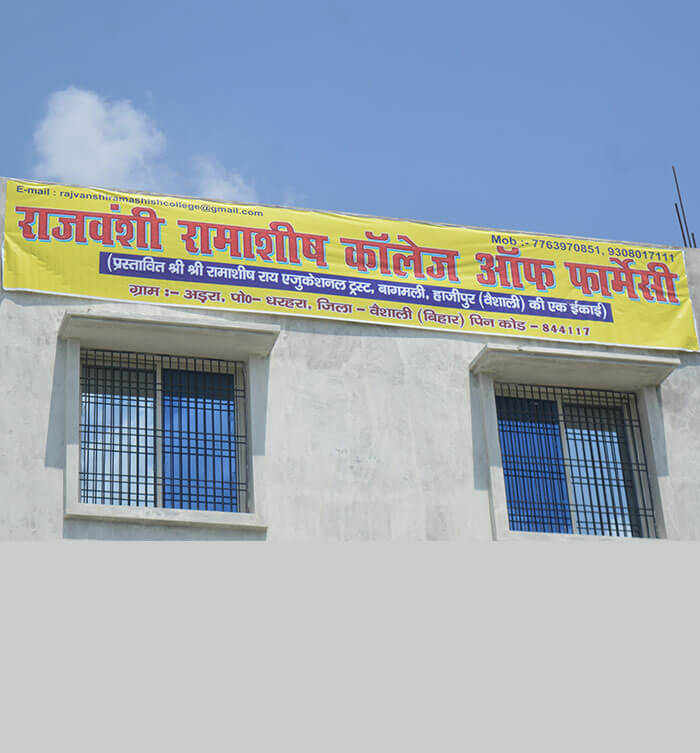 E-mail : rajvanshiramashishcollege@gmail.com
Mob :- 7763970851, 9308017111
राजवंशी रामाशीष कॉलेज ऑफ फार्मेसी
(प्रस्तावित श्री श्री रामाशीष राय एजुकेशनल ट्रस्ट, बागमली, हाजीपुर (वैशाली) की एक ईकाई)
ग्राम :- अड़रा, पो०- धरहरा, जिला - वैशाली (बिहार) पिन कोड - 844117